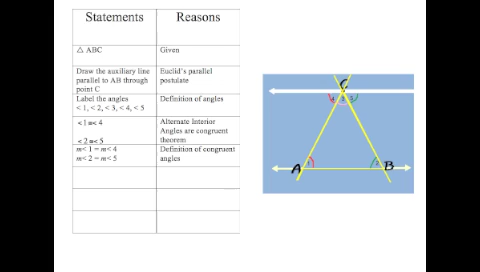 Statements Reasons
△ ABC Given
Draw the auxiliary line Euclid's parallel
parallel to AB through postulate
point C
Label the angles Definition of angles
< 1, < 2, < 3, < 4, < 5
< 1 ≅ < 4 Alternate Interior
Angles are congruent
< 2 ≅ < 5 theorem
m< 1 = m< 4 Definition of congruent
m< 2 = m< 5 angles
C
4 3 5
A 1 2 B